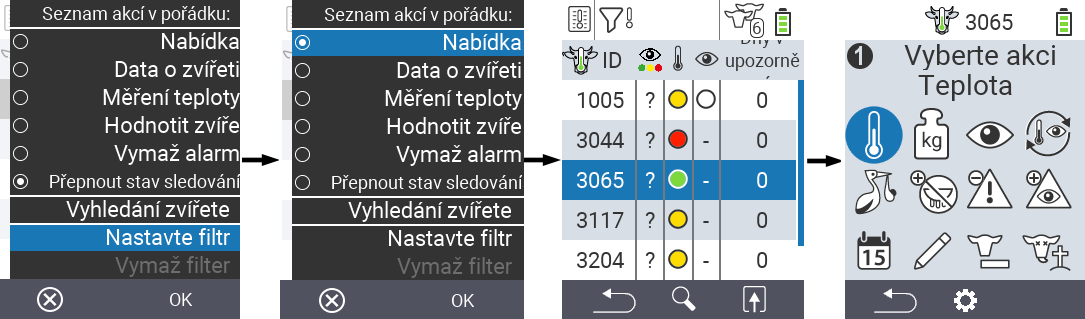 Seznam akcí v pořádku:
Nabídka
Data o zvířeti
Měření teploty
Hodnotit zvíře
Vymaž alarm
Přepnout stav sledování
Vyhledání zvířete
Nastavte filtr
Vymaž filter
OK
Seznam akcí v pořádku:
Nabídka
Data o zvířeti
Měření teploty
Hodnotit zvíře
Vymaž alarm
Přepnout stav sledování
Vyhledání zvířete
Nastavte filtr
Vymaž filter
OK
6
ID
upozorně
1005 ? 0
3044 ? - 0
3065 ? - 0
3117 ? - 0
3204 ? - 0
3065
1 Vyberte akci
Teplota
kg
15